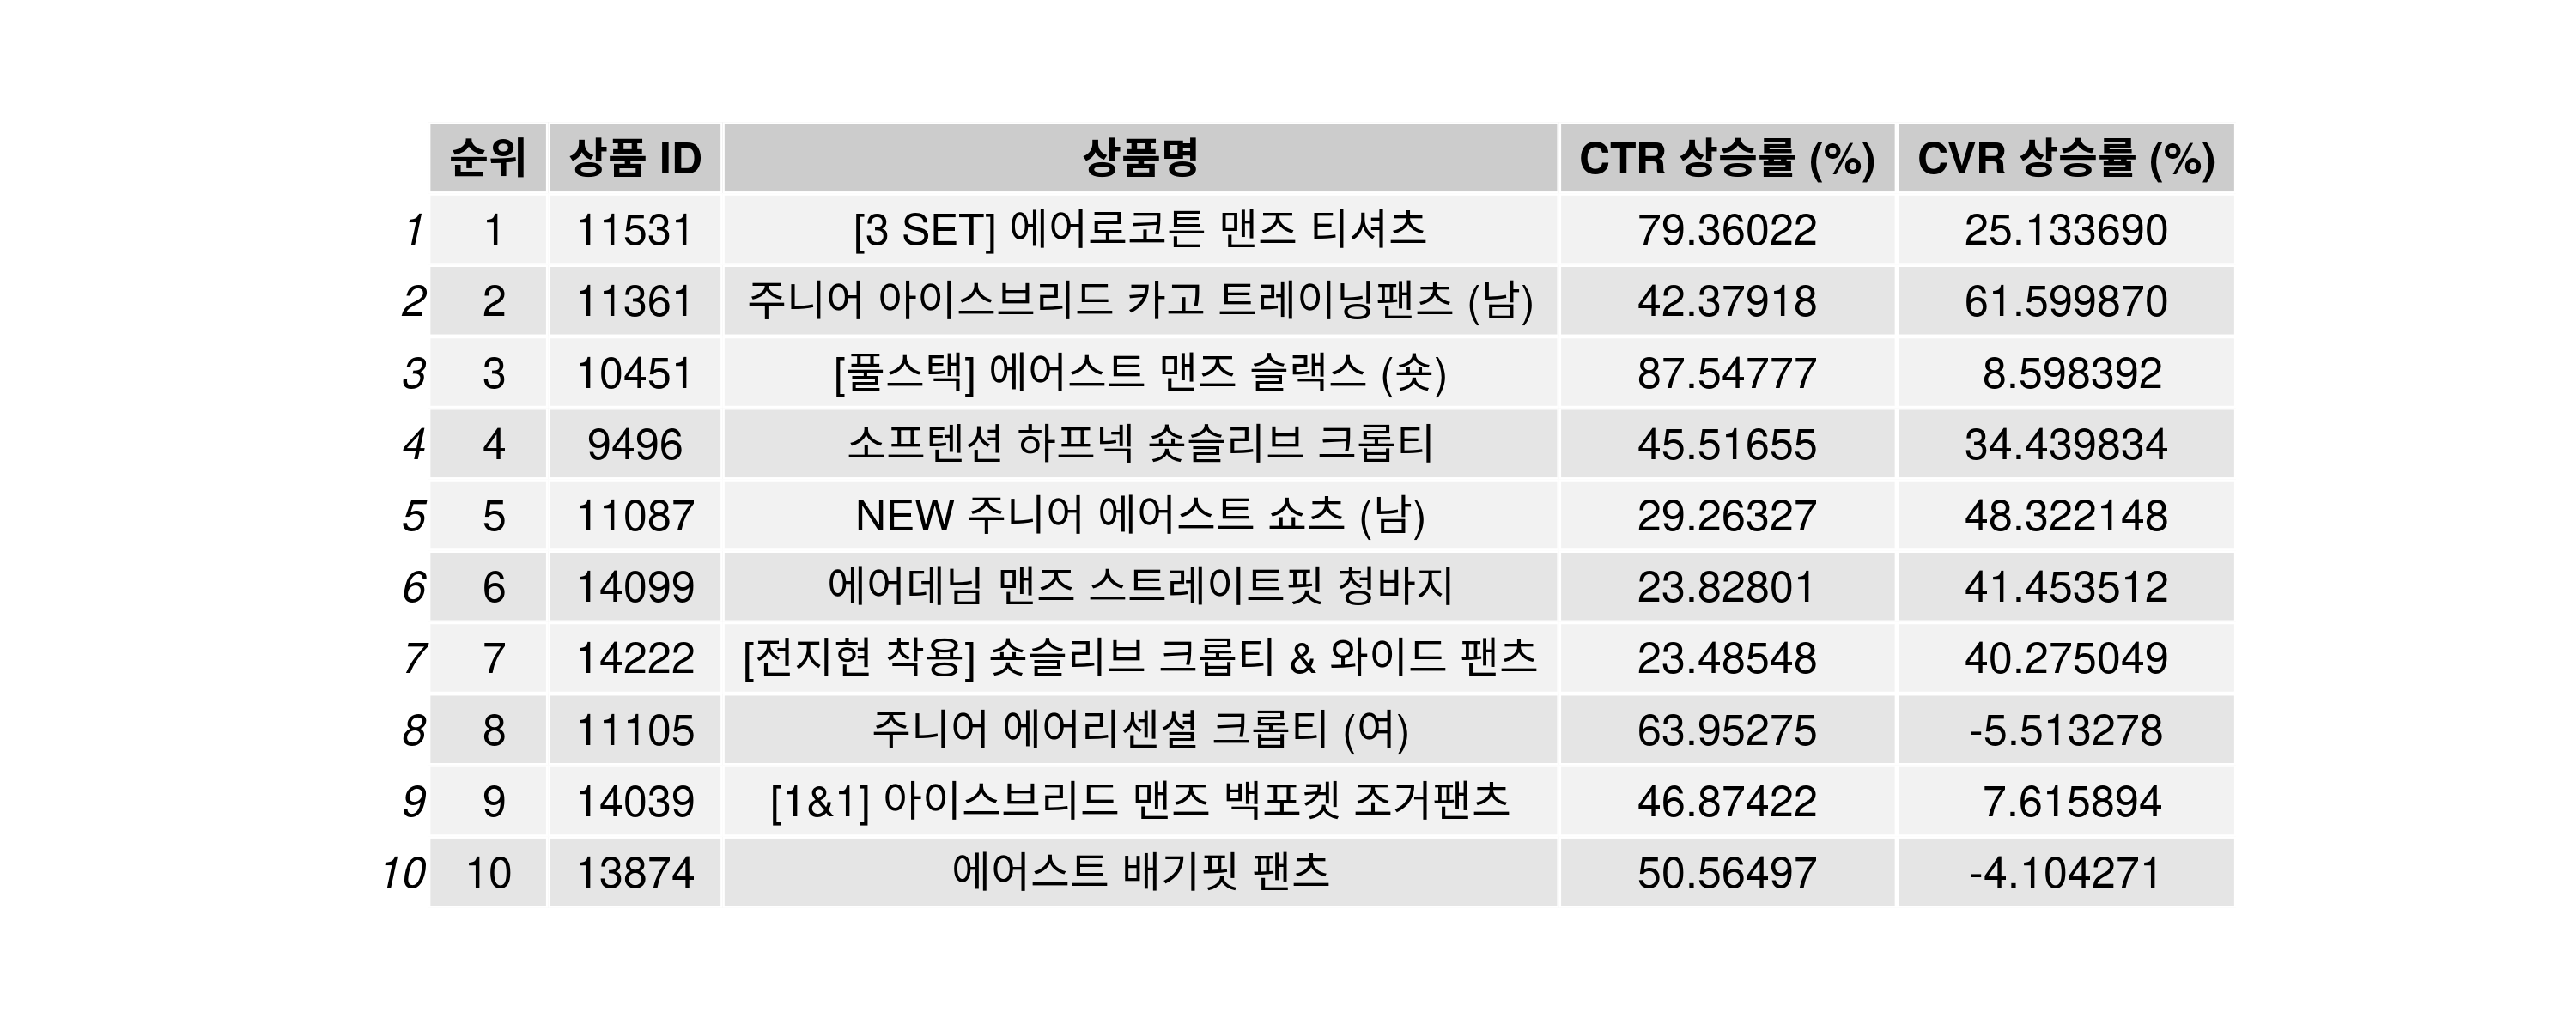 순위 상품 ID 상품명 CTR 상승률 (%) CVR 상승률 (%)
1 1 11531 [3 SET] 에어로코튼 맨즈 티셔츠 79.36022 25.133690
2 2 11361 주니어 아이스브리드 카고 트레이닝팬츠 (남) 42.37918 61.599870
3 3 10451 [풀스택] 에어스트 맨즈 슬랙스 (숏) 87.54777 8.598392
4 4 9496 소프텐션 하프넥 숏슬리브 크롭티 45.51655 34.439834
5 5 11087 NEW 주니어 에어스트 쇼츠 (남) 29.26327 48.322148
6 6 14099 에어데님 맨즈 스트레이트핏 청바지 23.82801 41.453512
7 7 14222 [전지현 착용] 숏슬리브 크롭티 & 와이드 팬츠 23.48548 40.275049
8 8 11105 주니어 에어리센셜 크롭티 (여) 63.95275 -5.513278
9 9 14039 [1&1] 아이스브리드 맨즈 백포켓 조거팬츠 46.87422 7.615894
10 10 13874 에어스트 배기핏 팬츠 50.56497 -4.104271